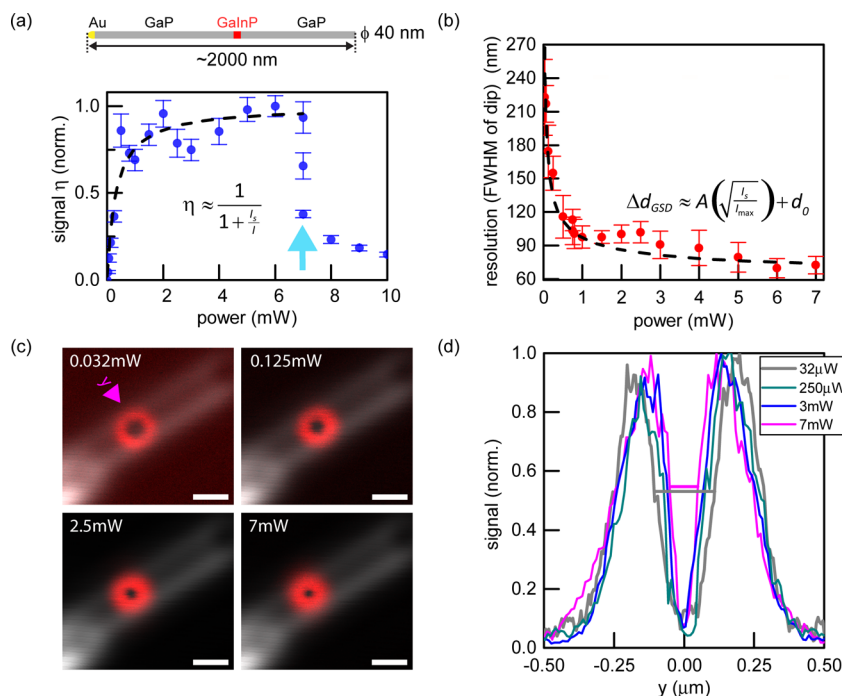 (a)
Au GaP GaInP GaP
ϕ 40 nm
~2000 nm
signal η (norm.)
1.0
0.5
0.0
η ≈ 1 / (1 + I_s / I)
0 2 4 6 8 10
power (mW)
(b)
resolution (FWHM of dip) (nm)
270
240
210
180
150
120
90
60
Δd_GSD ≈ A(√(I_s / I_max)) + d_0
0 1 2 3 4 5 6 7
power (mW)
(c)
0.032mW
y
0.125mW
2.5mW
7mW
(d)
signal (norm.)
1.0
0.8
0.6
0.4
0.2
0.0
32μW
250μW
3mW
7mW
-0.50 -0.25 0.00 0.25 0.50
y (μm)